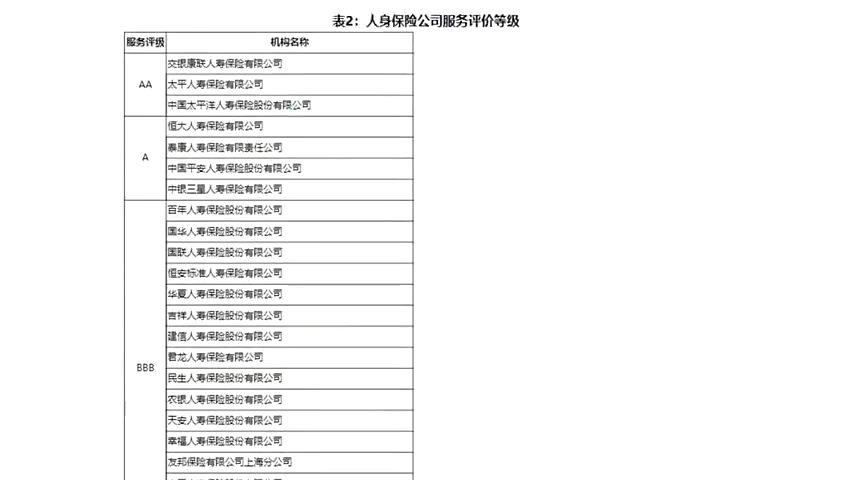 表2：人身保险公司服务评价等级
服务评级 机构名称
AA
交银康联人寿保险有限公司
太平人寿保险有限公司
中国太平洋人寿保险股份有限公司
A
恒大人寿保险有限公司
泰康人寿保险有限责任公司
中国平安人寿保险股份有限公司
中银三星人寿保险有限公司
BBB
百年人寿保险股份有限公司
国华人寿保险股份有限公司
国联人寿保险股份有限公司
恒安标准人寿保险有限公司
华夏人寿保险股份有限公司
吉祥人寿保险股份有限公司
建信人寿保险股份有限公司
君龙人寿保险有限公司
民生人寿保险股份有限公司
农银人寿保险股份有限公司
天安人寿保险股份有限公司
幸福人寿保险股份有限公司
友邦保险有限公司上海分公司